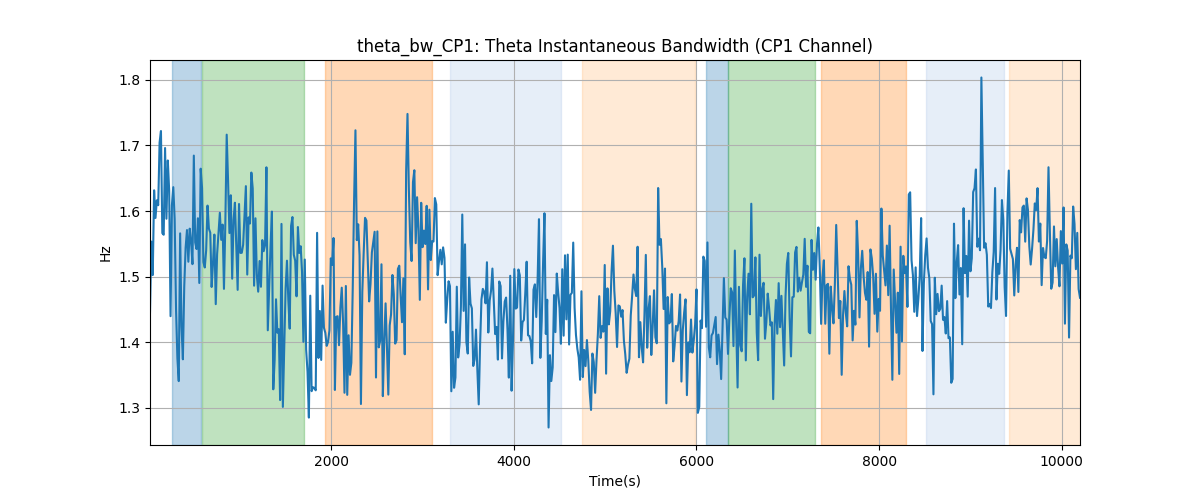 theta_bw_CP1: Theta Instantaneous Bandwidth (CP1 Channel)
1.8
1.7
1.6
1.5
1.4
1.3
Hz
2000 4000 6000 8000 10000
Time(s)